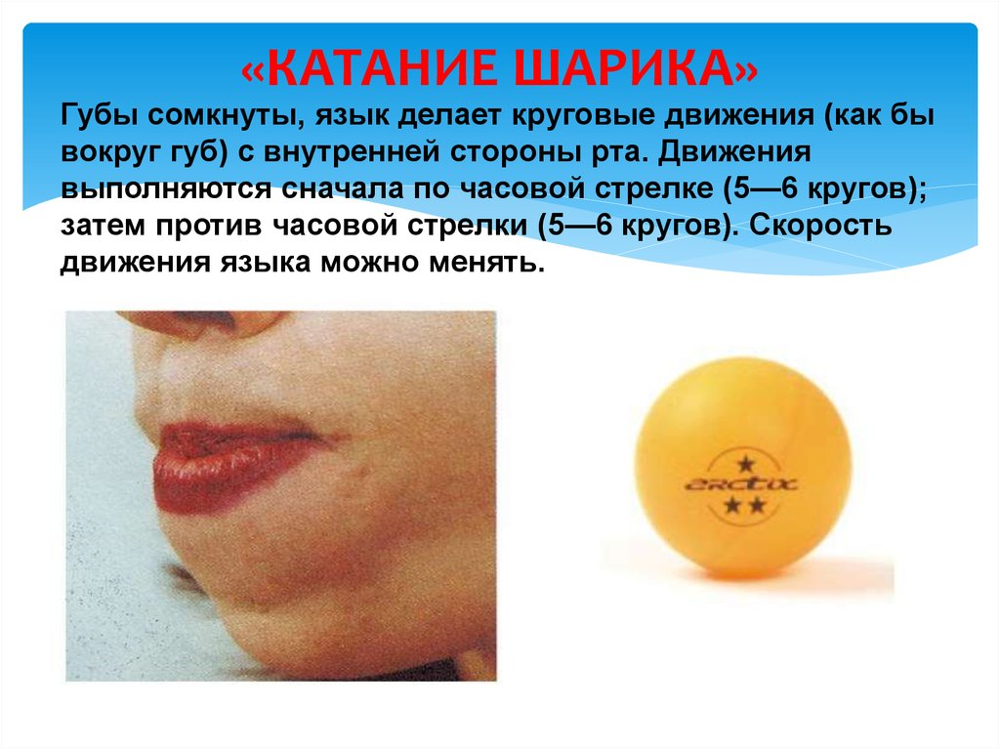 «КАТАНИЕ ШАРИКА»
Губы сомкнуты, язык делает круговые движения (как бы
вокруг губ) с внутренней стороны рта. Движения
выполняются сначала по часовой стрелке (5—6 кругов);
затем против часовой стрелки (5—6 кругов). Скорость
движения языка можно менять.
arctix